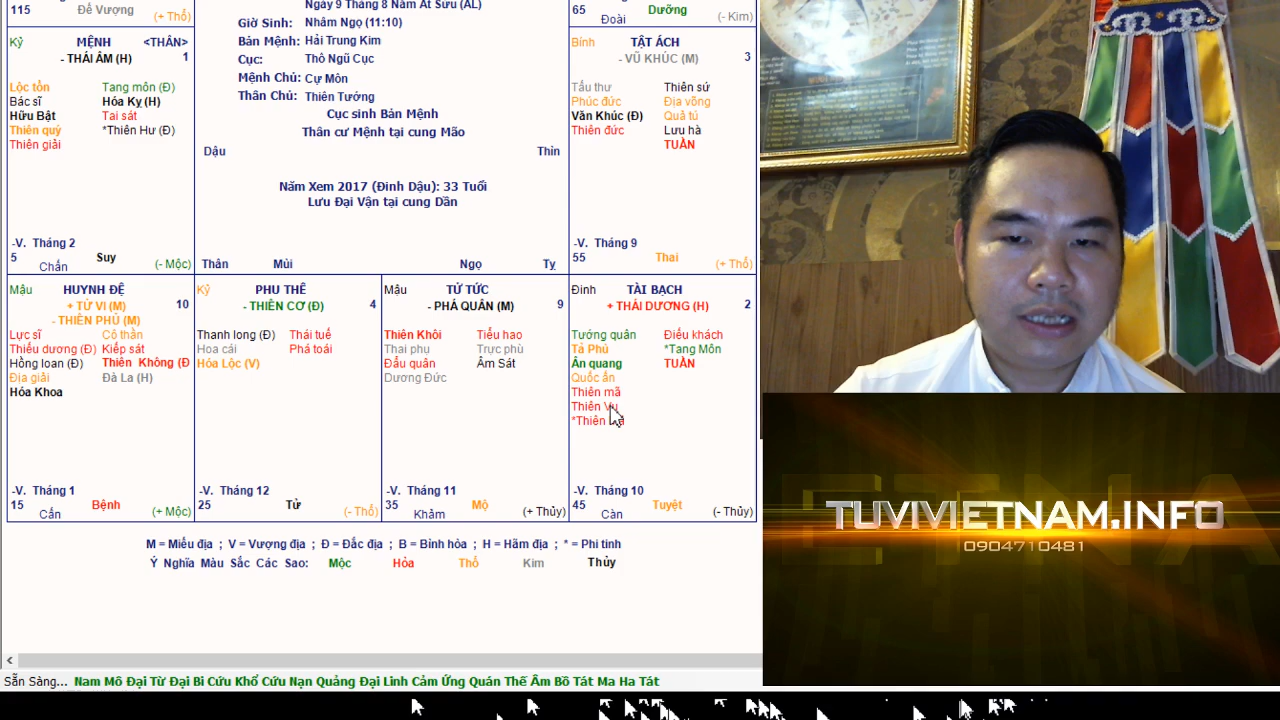 115
Đế Vượng
(+ Thổ)
Ngày 9 Tháng 8 Năm Ất Sửu (AL)
Giờ Sinh: Nhâm Ngọ (11:10)
Bản Mệnh: Hải Trung Kim
Cục: Thổ Ngũ Cục
Mệnh Chủ: Cự Môn
Thân Chủ: Thiên Tướng
Cục sinh Bản Mệnh
Thân cư Mệnh tại cung Mão
Dậu
Thìn
Năm Xem 2017 (Đinh Dậu): 33 Tuổi
Lưu Đại Vận tại cung Dần
Thân
Mùi
Ngọ
Tỵ
65
Đoài
Dưỡng
(- Kim)
Kỷ
MỆNH
<THÂN>
- THÁI ÂM (H)
1
Lộc tồn
Tang môn (Đ)
Bác sĩ
Hóa Kỵ (H)
Hữu Bật
Tai sát
Thiên quý
*Thiên Hư (Đ)
Thiên giải
-V. Tháng 2
5
Chấn
Suy
(- Mộc)
Bính
TẬT ÁCH
- VŨ KHÚC (M)
3
Tấu thư
Thiên sứ
Phúc đức
Địa võng
Văn Khúc (Đ)
Quả tú
Thiên đức
Lưu hà
TUẦN
-V. Tháng 9
55
Thai
(+ Thổ)
Mậu
HUYNH ĐỆ
+ TỬ VI (M)
10
- THIÊN PHỦ (M)
Lực sĩ
Cô thần
Thiếu dương (Đ)
Kiếp sát
Hồng loan (Đ)
Thiên Không (Đ
Địa giải
Đà La (H)
Hóa Khoa
-V. Tháng 1
15
Cấn
Bệnh
(+ Mộc)
Kỷ
PHU THÊ
- THIÊN CƠ (Đ)
4
Thanh long (Đ)
Thái tuế
Hoa cái
Phá toái
Hóa Lộc (V)
-V. Tháng 12
25
Tử
(- Thổ)
Mậu
TỬ TỨC
- PHÁ QUÂN (M)
9
Thiên Khôi
Tiểu hao
Thai phụ
Trực phù
Đẩu quân
Âm Sát
Dương Đức
-V. Tháng 11
35
Khảm
Mộ
(+ Thủy)
Đinh
TÀI BẠCH
+ THÁI DƯƠNG (H)
2
Tướng quân
Điếu khách
Tả Phù
*Tang Môn
Ân quang
TUẦN
Quốc ấn
Thiên mã
Thiên Vu
*Thiên
-V. Tháng 10
45
Càn
Tuyệt
(- Thủy)
M = Miếu địa ; V = Vượng địa ; Đ = Đắc địa ; B = Bình hòa ; H = Hãm địa ; * = Phi tinh
Ý Nghĩa Màu Sắc Các Sao: Mộc Hỏa Thổ Kim Thủy
Sẵn Sàng... Nam Mô Đại Từ Đại Bi Cứu Khổ Cứu Nạn Quảng Đại Linh Cảm Ứng Quán Thế Âm Bồ Tát Ma Ha Tát
TUVIVIETNAM.INFO
0904710481